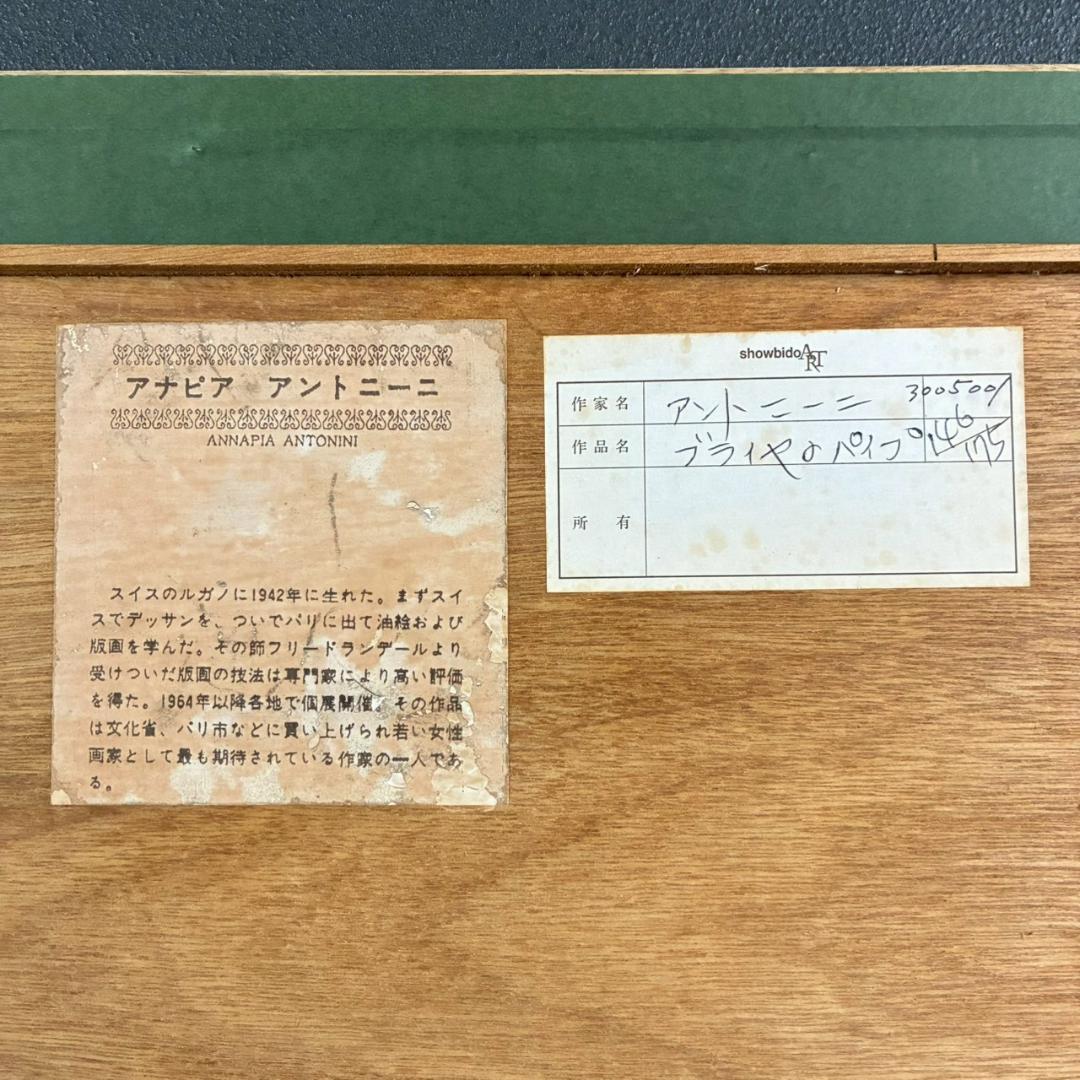 アナピア アントニーニ
ANNAPIA ANTONINI
スイスのルガノに1942年に生れた。まずスイ
スでデッサンを、ついでパリに出て油絵および
版画を学んだ。その師フリードランデールより
受けついだ版画の技法は専門家により高い評価
を得た。1964年以降各地で個展開催。その作品
は文化省、パリ市などに買い上げられ若い女性
画家として最も期待されている作家の一人であ
る。
showbido ART
作家名 アントニーニ 3005001
作品名 ブライヤのパイプ 146/175
所有